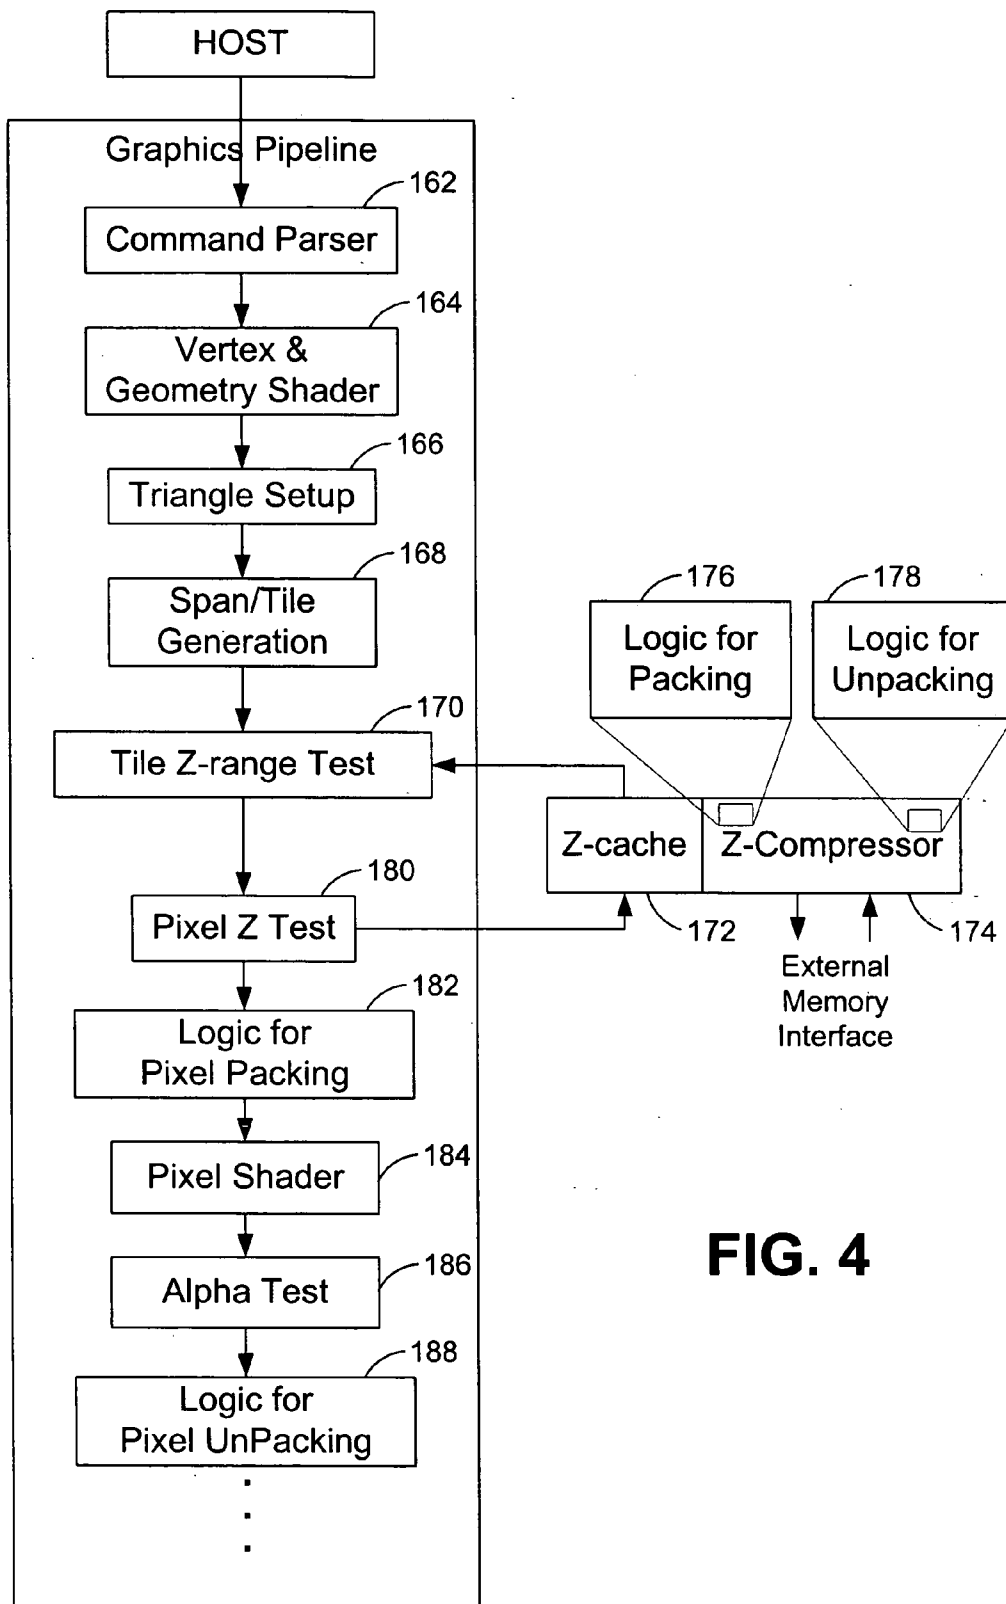 HOST
Graphics Pipeline
162
Command Parser
164
Vertex &
Geometry Shader
166
Triangle Setup
168
Span/Tile
Generation
176
Logic for
Packing
178
Logic for
Unpacking
170
Tile Z-range Test
Z-cache
Z-Compressor
180
Pixel Z Test
172
174
External
Memory
Interface
182
Logic for
Pixel Packing
Pixel Shader
184
Alpha Test
186
188
Logic for
Pixel UnPacking
FIG. 4